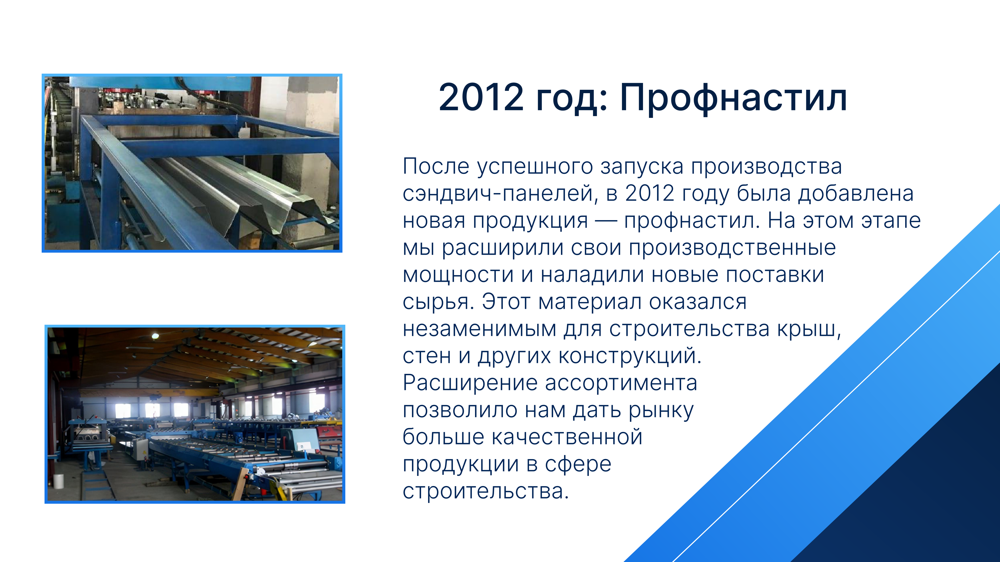 2012 год: Профнастил
После успешного запуска производства
сэндвич-панелей, в 2012 году была добавлена
новая продукция — профнастил. На этом этапе
мы расширили свои производственные
мощности и наладили новые поставки
сырья. Этот материал оказался
незаменимым для строительства крыш,
стен и других конструкций.
Расширение ассортимента
позволило нам дать рынку
больше качественной
продукции в сфере
строительства.